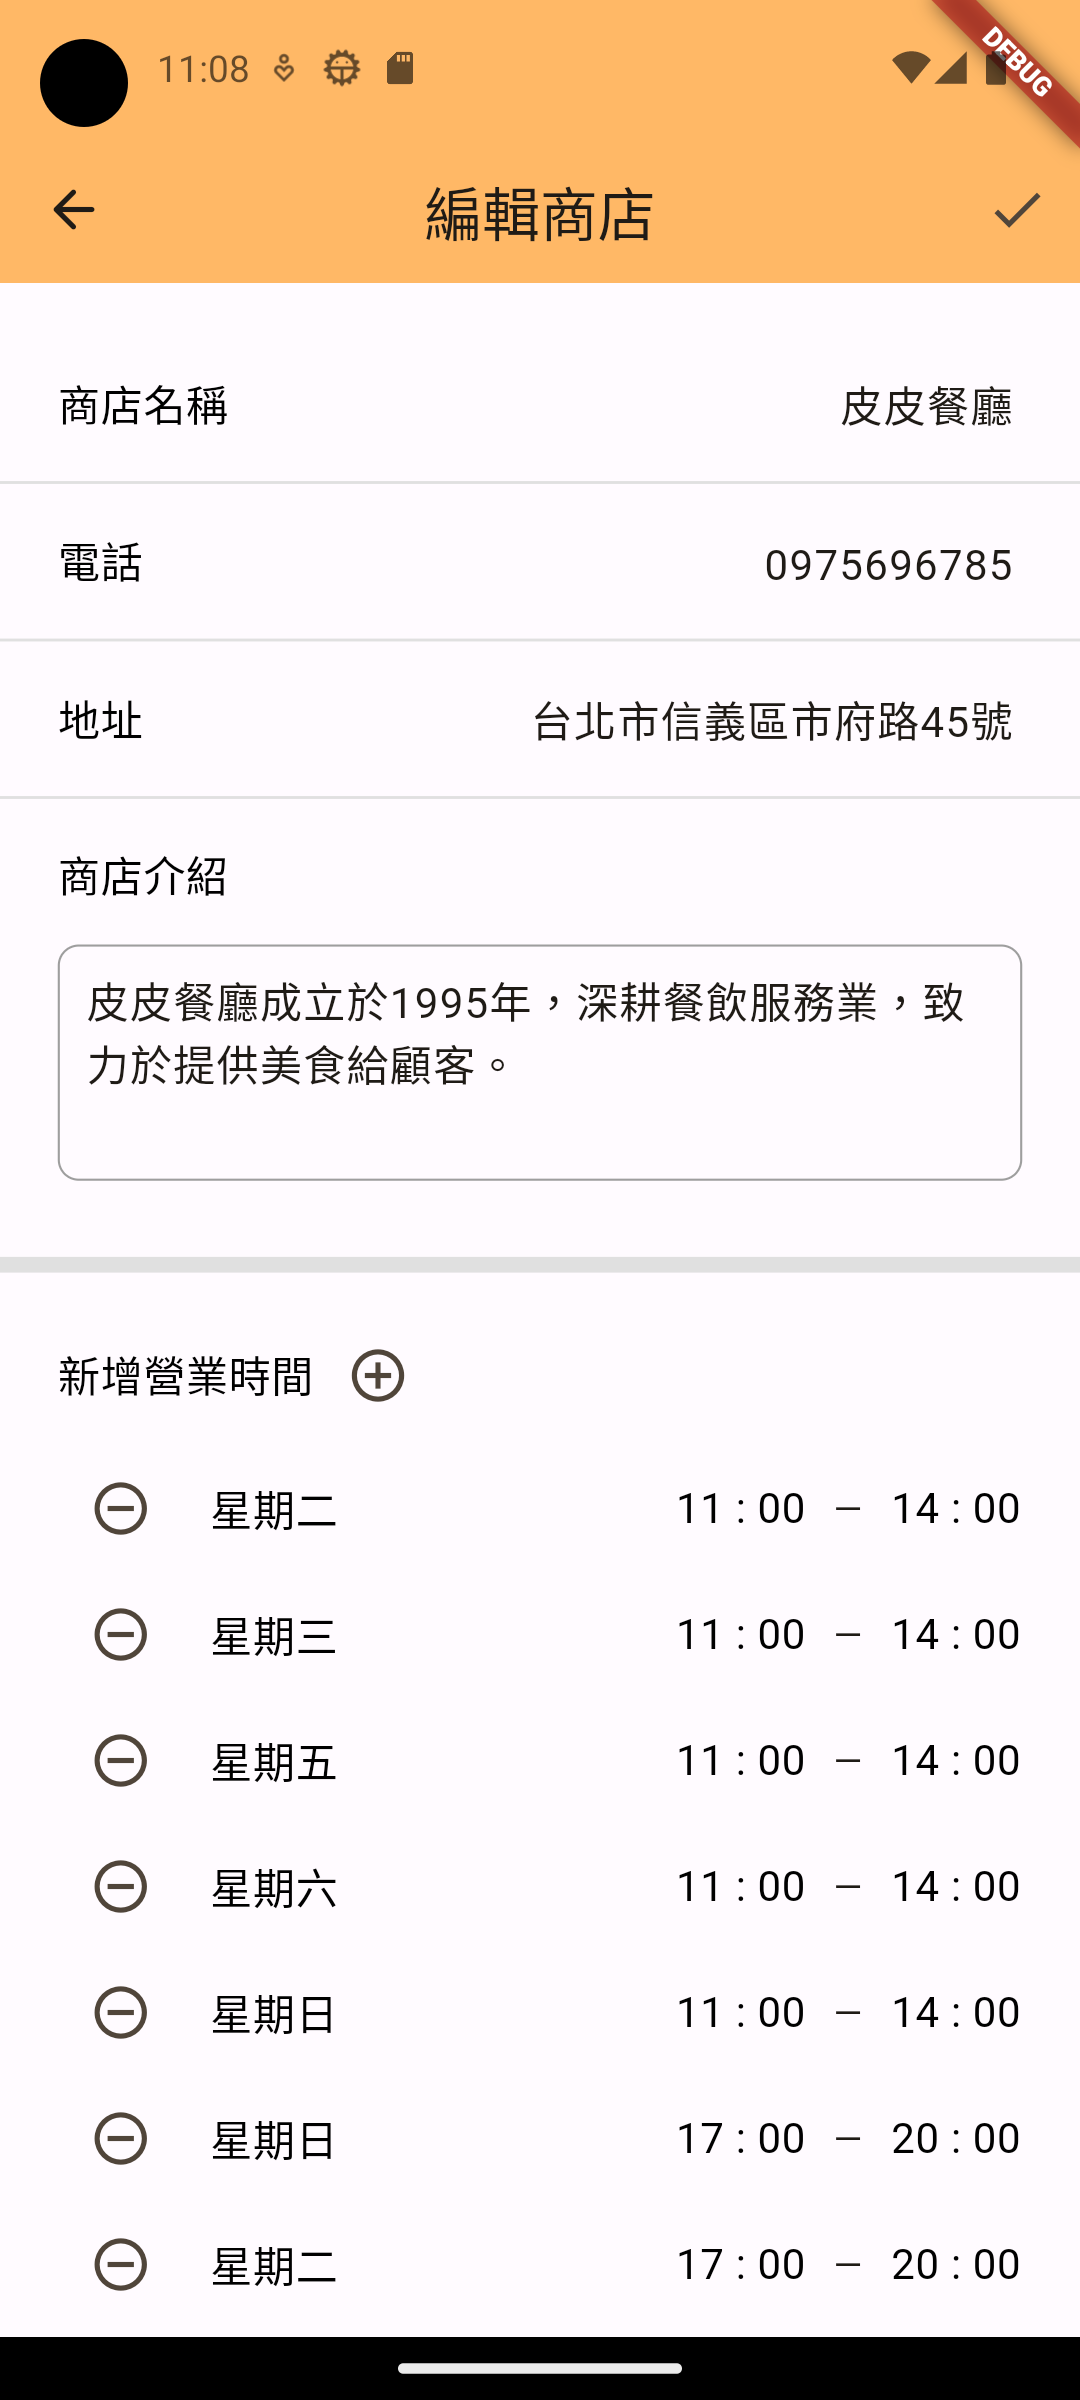 11:08
DEBUG
編輯商店
商店名稱 皮皮餐廳
電話 0975696785
地址 台北市信義區市府路45號
商店介紹
皮皮餐廳成立於1995年，深耕餐飲服務業，致
力於提供美食給顧客。
新增營業時間
星期二 11 : 00 – 14 : 00
星期三 11 : 00 – 14 : 00
星期五 11 : 00 – 14 : 00
星期六 11 : 00 – 14 : 00
星期日 11 : 00 – 14 : 00
星期日 17 : 00 – 20 : 00
星期二 17 : 00 – 20 : 00